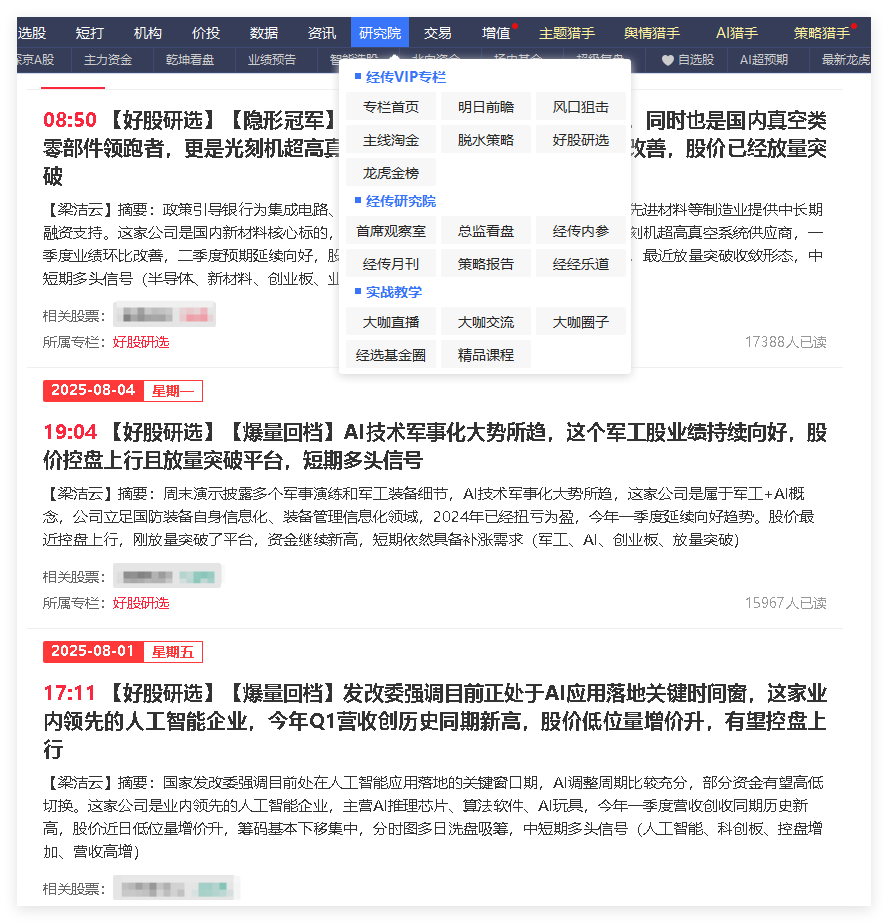 选股 短打 机构 价投 数据 资讯 研究院 交易 增值 主题猎手 舆情猎手 AI猎手 策略猎手
京A股 主力资金 乾坤看盘 业绩预告 自选股 AI超预期 最新龙虎
经传VIP专栏
专栏首页 明日前瞻 风口狙击
主线淘金 脱水策略 好股研选
龙虎金榜
经传研究院
首席观察室 总监看盘 经传内参
经传月刊 策略报告 经经乐道
实战教学
大咖直播 大咖交流 大咖圈子
经选基金圈 精品课程
08:50 【好股研选】【隐形冠军】 ,同时也是国内真空类
零部件领跑者，更是光刻机超高真 改善，股价已经放量突
破
【梁洁云】摘要：政策引导银行为集成电路、 先进材料等制造业提供中长期
融资支持。这家公司是国内新材料核心标的， 刻机超高真空系统供应商，一
季度业绩环比改善，二季度预期延续向好， ，最近放量突破收敛形态，中
短期多头信号（半导体、新材料、创业板、业
相关股票：
所属专栏：好股研选 17388人已读
2025-08-04 星期一
19:04 【好股研选】【爆量回档】AI技术军事化大势所趋，这个军工股业绩持续向好，股
价控盘上行且放量突破平台，短期多头信号
【梁洁云】摘要：周末演示披露多个军事演练和军工装备细节，AI技术军事化大势所趋，这家公司是属于军工+AI概
念，公司立足国防装备自身信息化、装备管理信息化领域，2024年已经扭亏为盈，今年一季度延续向好趋势。股价最
近控盘上行，刚放量突破了平台，资金继续新高，短期依然具备补涨需求（军工、AI、创业板、放量突破）
相关股票：
所属专栏：好股研选 15967人已读
2025-08-01 星期五
17:11 【好股研选】【爆量回档】发改委强调目前正处于AI应用落地关键时间窗，这家业
内领先的人工智能企业，今年Q1营收创历史同期新高，股价低位量增价升，有望控盘上
行
【梁洁云】摘要：国家发改委强调目前处在人工智能应用落地的关键窗口期，AI调整周期比较充分，部分资金有望高低
切换。这家公司是业内领先的人工智能企业，主营AI推理芯片、算法软件、AI玩具，今年一季度营收创收同期历史新
高，股价近日低位量增价升，筹码基本下移集中，分时图多日洗盘吸筹，中短期多头信号（人工智能、科创板、控盘增
加、营收高增）
相关股票：